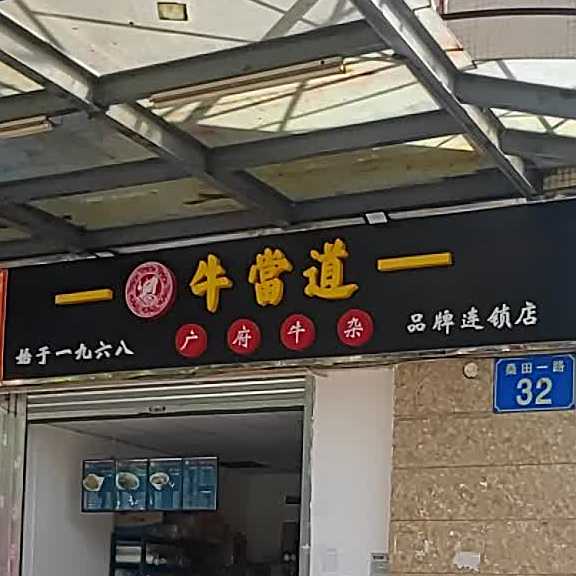 牛當道
广府牛杂
始于一九六八
品牌连锁店
桑田一路
32